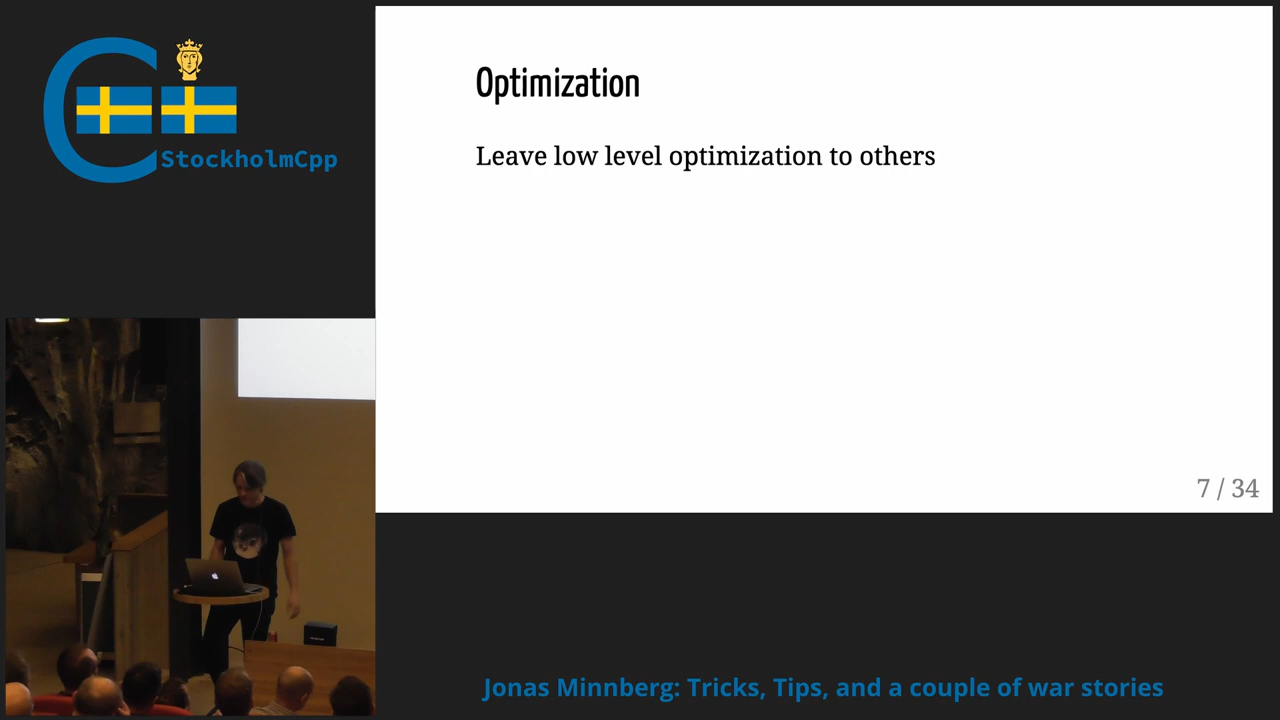 StockholmCpp
Optimization
Leave low level optimization to others
7 / 34
Jonas Minnberg: Tricks, Tips, and a couple of war stories